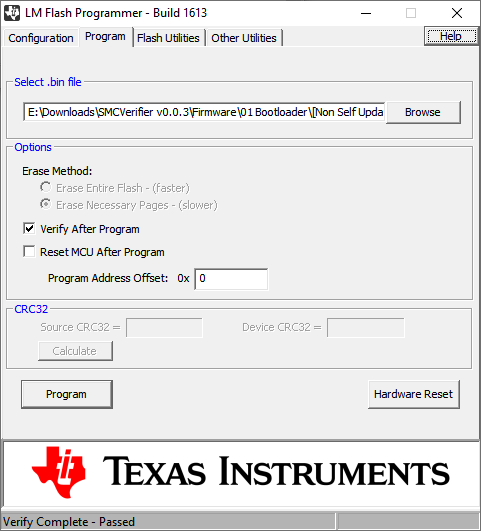 LM Flash Programmer - Build 1613
Configuration Program Flash Utilities Other Utilities Help
Select .bin file
E:\Downloads\SMCVerifier v0.0.3\Firmware\01 Bootloader\[Non Self Upda Browse
Options
Erase Method:
Erase Entire Flash - (faster)
Erase Necessary Pages - (slower)
Verify After Program
Reset MCU After Program
Program Address Offset: 0x 0
CRC32
Source CRC32 = Device CRC32 =
Calculate
Program Hardware Reset
TEXAS INSTRUMENTS
Verify Complete - Passed